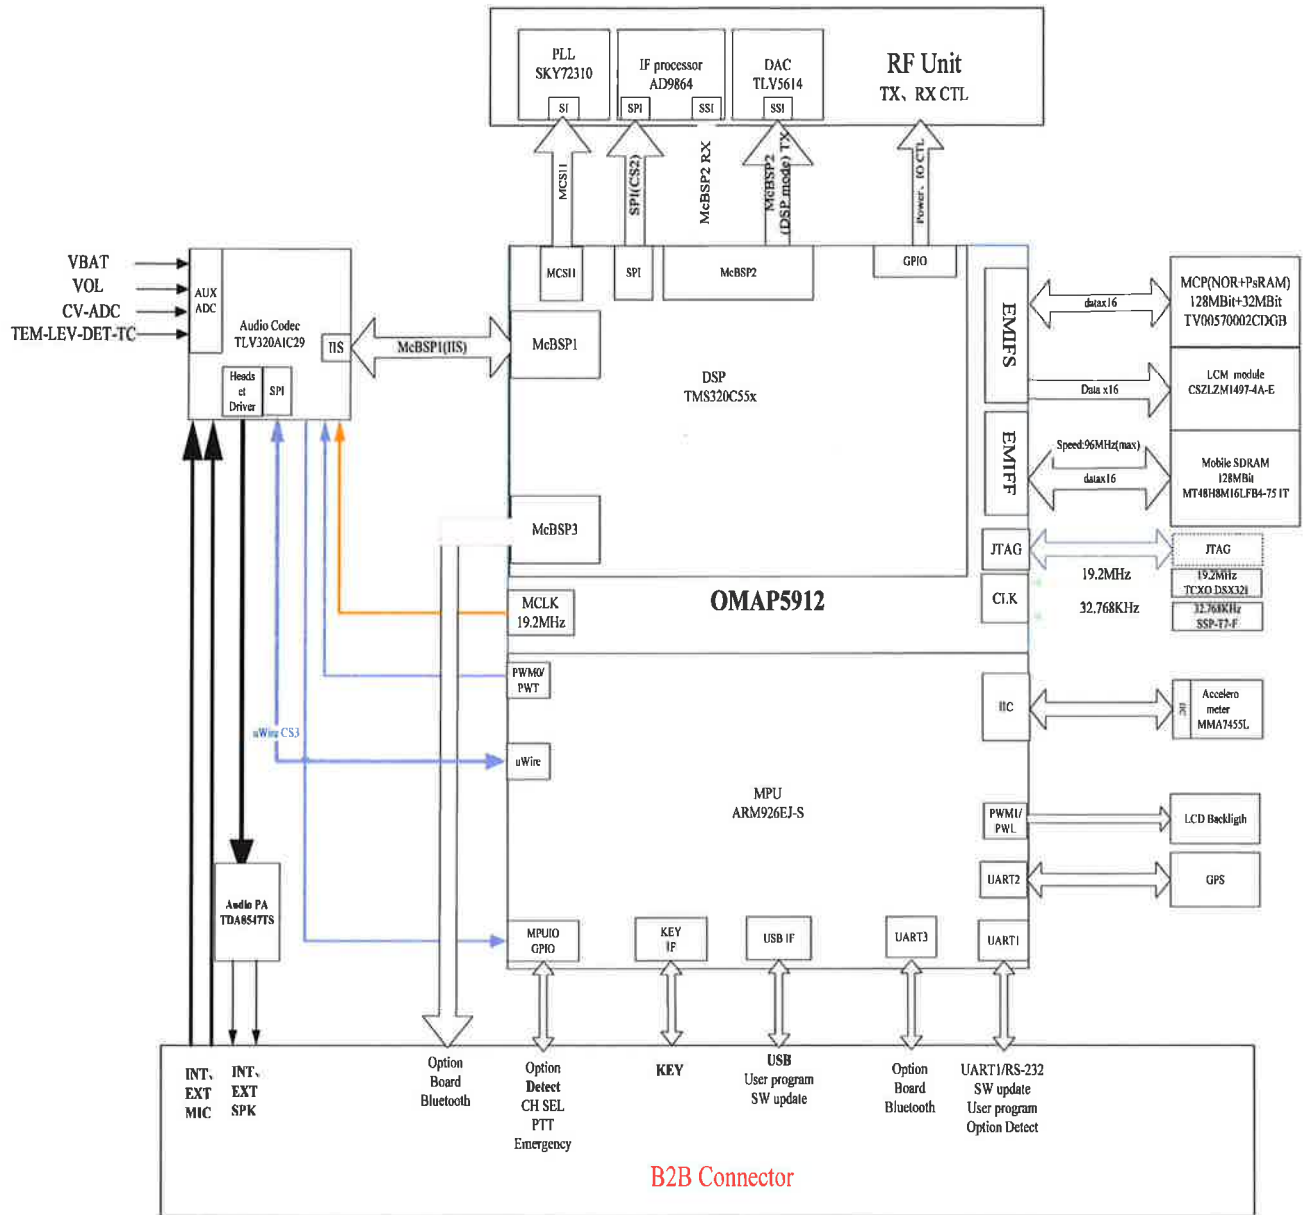 PLL
SKY72310
SI
IF processor
AD9864
SPI
SSI
DAC
TLV5614
SSI
RF Unit
TX、RX CTL
MCSI1
SPI(CS2)
McBSP2 RX
McBSP2
(DSP mode) TX
Power、IO CTL
VBAT
VOL
CV-ADC
TEM-LEV-DET-TC
AUX
ADC
Audio Codec
TLV320AIC29
IIS
Heads
et
Driver
SPI
McBSP1(IIS)
MCSI1
SPI
McBSP2
GPIO
McBSP1
DSP
TMS320C55x
EMIFS
EMIFF
datax16
MCP(NOR+PsRAM)
128MBit+32MBit
TV00570002CDGB
Data x16
LCM module
CSZLZM1497-4A-E
Speed:96MHz(max)
datax16
Mobile SDRAM
128MBit
MT48H8M16LFB4-75 IT
McBSP3
JTAG
JTAG
CLK
19.2MHz
19.2MHz
TCXO DSX321
32.768KHz
32.768KHz
SSP-T7-F
OMAP5912
MCLK
19.2MHz
PWM0/
PWT
uWire CS3
uWire
IIC
IIC
Accelero
meter
MMA7455L
MPU
ARM926EJ-S
PWM1/
PWL
LCD Backligth
UART2
GPS
Audio PA
TDA8547TS
MPUIO
GPIO
KEY
IF
USB IF
UART3
UART1
INT、
EXT
MIC
INT、
EXT
SPK
Option
Board
Bluetooth
Option
Detect
CH SEL
PTT
Emergency
KEY
USB
User program
SW update
Option
Board
Bluetooth
UART1/RS-232
SW update
User program
Option Detect
B2B Connector